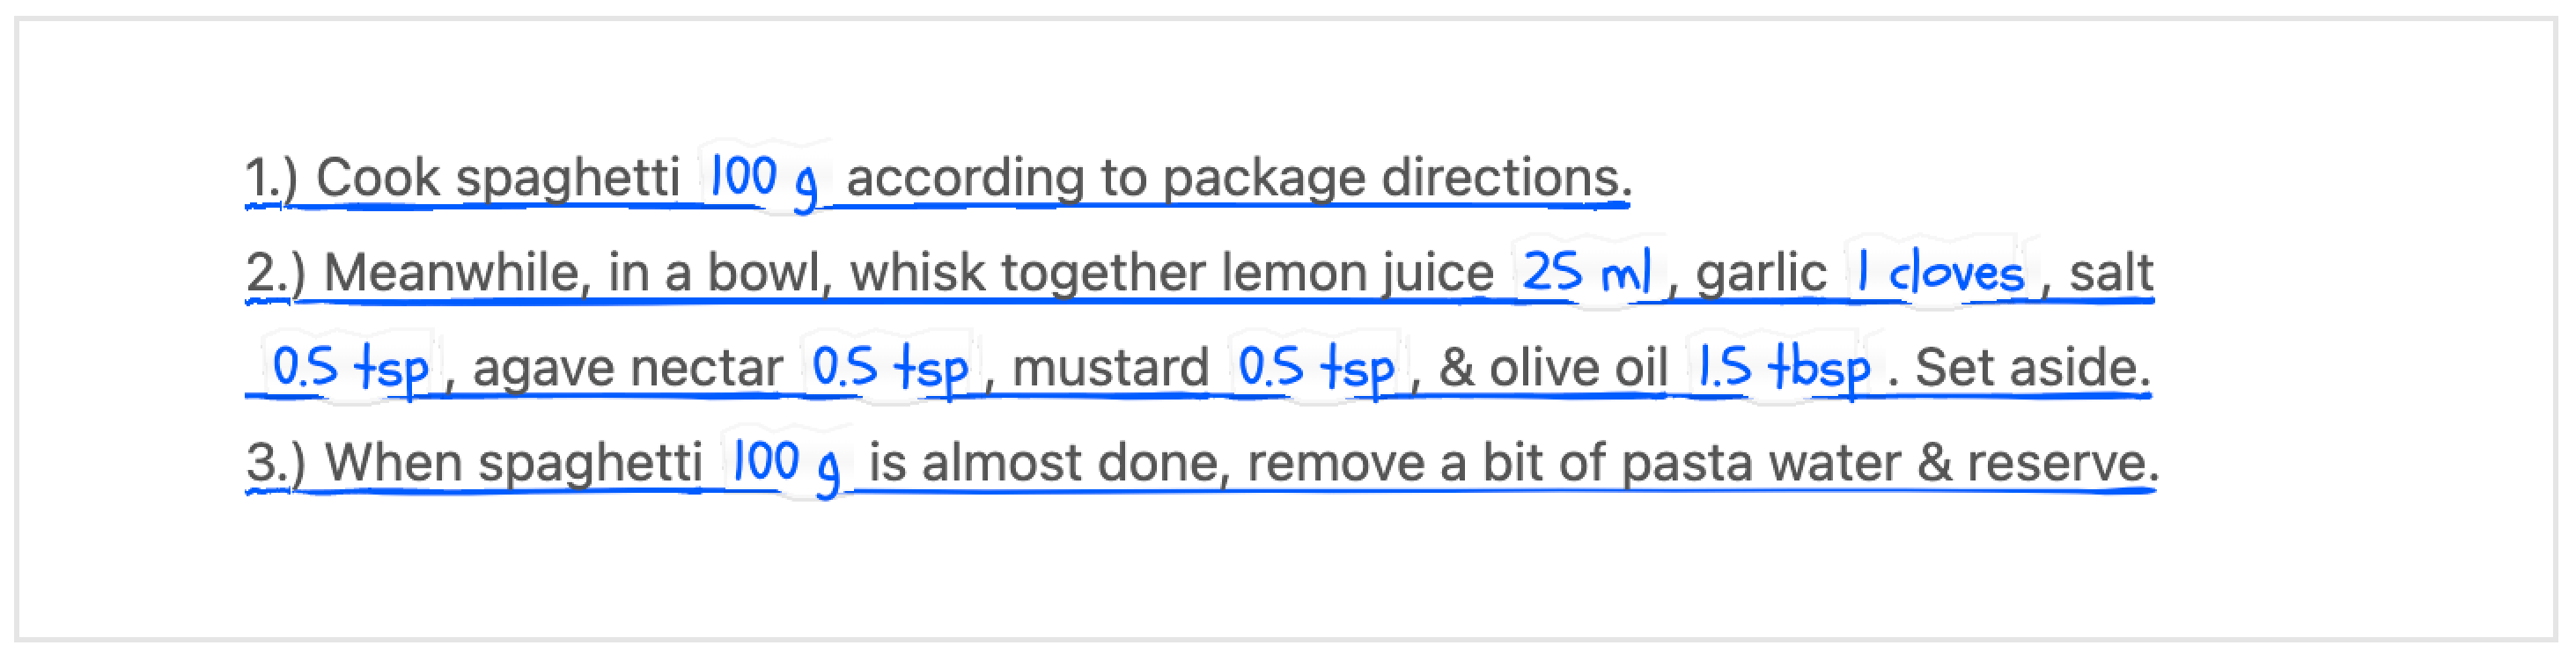 1.) Cook spaghetti 100 g according to package directions.
2.) Meanwhile, in a bowl, whisk together lemon juice 25 ml, garlic 1 cloves, salt
0.5 tsp, agave nectar 0.5 tsp, mustard 0.5 tsp, & olive oil 1.5 tbsp. Set aside.
3.) When spaghetti 100 g is almost done, remove a bit of pasta water & reserve.